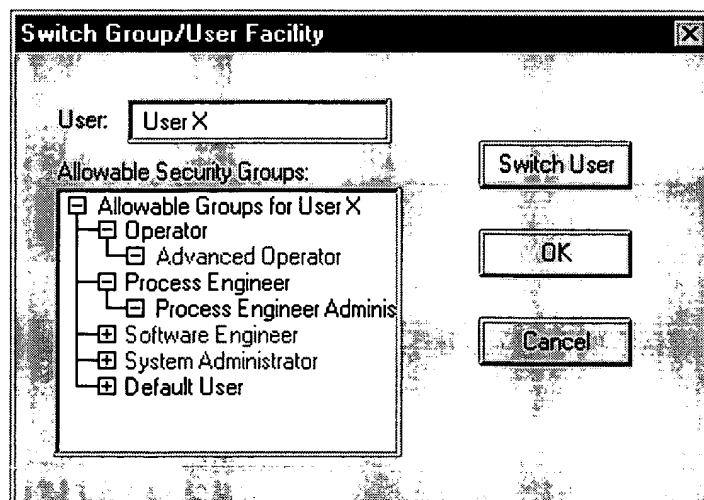 Switch Group/User Facility
User: User X
Switch User
Allowable Security Groups:
Allowable Groups for User X
Operator
Advanced Operator
OK
Process Engineer
Process Engineer Adminis
Software Engineer
Cancel
System Administrator
Default User